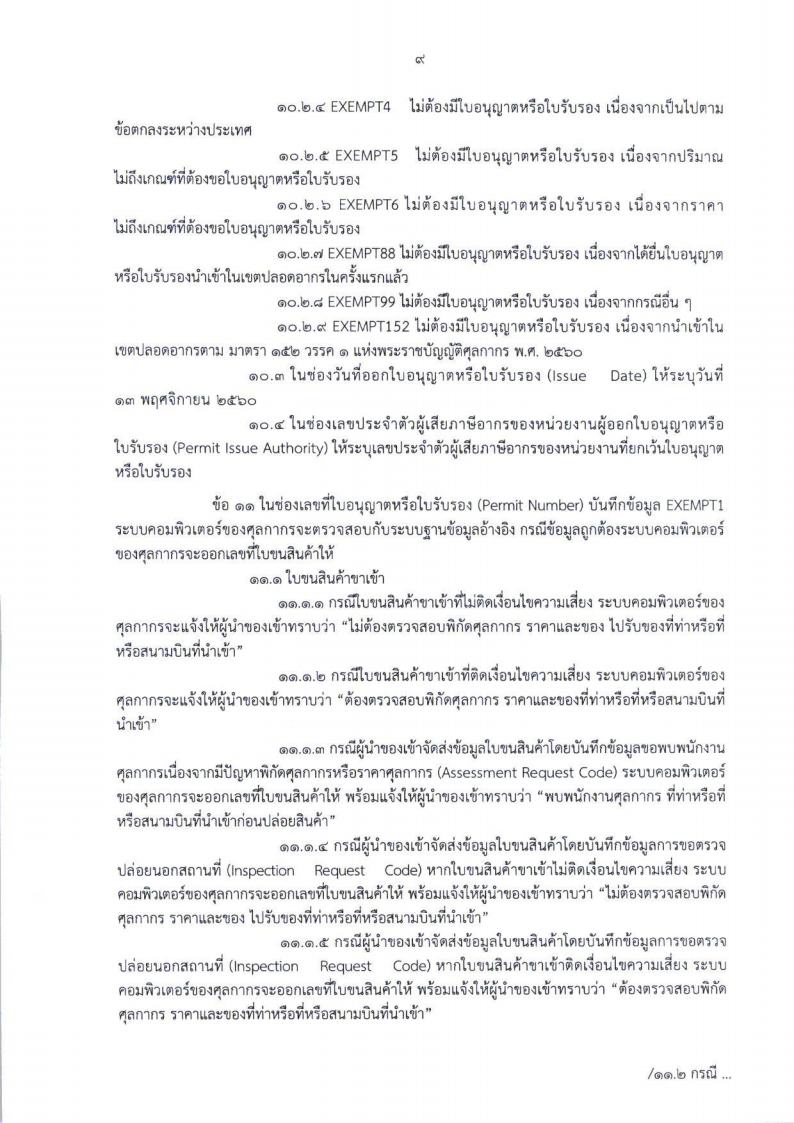 ๙
๑๐.๒.๔ EXEMPT4 ไม่ต้องมีใบอนุญาตหรือใบรับรอง เนื่องจากเป็นไปตาม
ข้อตกลงระหว่างประเทศ
๑๐.๒.๕ EXEMPT5 ไม่ต้องมีใบอนุญาตหรือใบรับรอง เนื่องจากปริมาณ
ไม่ถึงเกณฑ์ที่ต้องขอใบอนุญาตหรือใบรับรอง
๑๐.๒.๖ EXEMPT6 ไม่ต้องมีใบอนุญาตหรือใบรับรอง เนื่องจากราคา
ไม่ถึงเกณฑ์ที่ต้องขอใบอนุญาตหรือใบรับรอง
๑๐.๒.๗ EXEMPT88 ไม่ต้องมีใบอนุญาตหรือใบรับรอง เนื่องจากได้ยื่นใบอนุญาต
หรือใบรับรองนำเข้าในเขตปลอดอากรในครั้งแรกแล้ว
๑๐.๒.๘ EXEMPT99 ไม่ต้องมีใบอนุญาตหรือใบรับรอง เนื่องจากกรณีอื่น ๆ
๑๐.๒.๙ EXEMPT152 ไม่ต้องมีใบอนุญาตหรือใบรับรอง เนื่องจากนำเข้าใน
เขตปลอดอากรตาม มาตรา ๑๕๒ วรรค ๑ แห่งพระราชบัญญัติศุลกากร พ.ศ. ๒๕๖๐
๑๐.๓ ในช่องวันที่ออกใบอนุญาตหรือใบรับรอง (Issue Date) ให้ระบุวันที่
๑๓ พฤศจิกายน ๒๕๖๐
๑๐.๔ ในช่องเลขประจำตัวผู้เสียภาษีอากรของหน่วยงานผู้ออกใบอนุญาตหรือ
ใบรับรอง (Permit Issue Authority) ให้ระบุเลขประจำตัวผู้เสียภาษีอากรของหน่วยงานที่ยกเว้นใบอนุญาต
หรือใบรับรอง
ข้อ ๑๑ ในช่องเลขที่ใบอนุญาตหรือใบรับรอง (Permit Number) บันทึกข้อมูล EXEMPT1
ระบบคอมพิวเตอร์ของศุลกากรจะตรวจสอบกับระบบฐานข้อมูลอ้างอิง กรณีข้อมูลถูกต้องระบบคอมพิวเตอร์
ของศุลกากรจะออกเลขที่ใบขนสินค้าให้
๑๑.๑ ใบขนสินค้าขาเข้า
๑๑.๑.๑ กรณีใบขนสินค้าขาเข้าที่ไม่ติดเงื่อนไขความเสี่ยง ระบบคอมพิวเตอร์ของ
ศุลกากรจะแจ้งให้ผู้นำของเข้าทราบว่า “ไม่ต้องตรวจสอบพิกัดศุลกากร ราคาและของ ไปรับของที่ท่าหรือที่
หรือสนามบินที่นำเข้า”
๑๑.๑.๒ กรณีใบขนสินค้าขาเข้าที่ติดเงื่อนไขความเสี่ยง ระบบคอมพิวเตอร์ของ
ศุลกากรจะแจ้งให้ผู้นำของเข้าทราบว่า “ต้องตรวจสอบพิกัดศุลกากร ราคาและของที่ท่าหรือที่หรือสนามบินที่
นำเข้า”
๑๑.๑.๓ กรณีผู้นำของเข้าจัดส่งข้อมูลใบขนสินค้าโดยบันทึกข้อมูลขอพบพนักงาน
ศุลกากรเนื่องจากมีปัญหาพิกัดศุลกากรหรือราคาศุลกากร (Assessment Request Code) ระบบคอมพิวเตอร์
ของศุลกากรจะออกเลขที่ใบขนสินค้าให้ พร้อมแจ้งให้ผู้นำของเข้าทราบว่า “พบพนักงานศุลกากร ที่ท่าหรือที่
หรือสนามบินที่นำเข้าก่อนปล่อยสินค้า”
๑๑.๑.๔ กรณีผู้นำของเข้าจัดส่งข้อมูลใบขนสินค้าโดยบันทึกข้อมูลการขอตรวจ
ปล่อยนอกสถานที่ (Inspection Request Code) หากใบขนสินค้าขาเข้าไม่ติดเงื่อนไขความเสี่ยง ระบบ
คอมพิวเตอร์ของศุลกากรจะออกเลขที่ใบขนสินค้าให้ พร้อมแจ้งให้ผู้นำของเข้าทราบว่า “ไม่ต้องตรวจสอบพิกัด
ศุลกากร ราคาและของ ไปรับของที่ท่าหรือที่หรือสนามบินที่นำเข้า”
๑๑.๑.๕ กรณีผู้นำของเข้าจัดส่งข้อมูลใบขนสินค้าโดยบันทึกข้อมูลการขอตรวจ
ปล่อยนอกสถานที่ (Inspection Request Code) หากใบขนสินค้าขาเข้าติดเงื่อนไขความเสี่ยง ระบบ
คอมพิวเตอร์ของศุลกากรจะออกเลขที่ใบขนสินค้าให้ พร้อมแจ้งให้ผู้นำของเข้าทราบว่า “ต้องตรวจสอบพิกัด
ศุลกากร ราคาและของที่ท่าหรือที่หรือสนามบินที่นำเข้า”
/๑๑.๒ กรณี ...